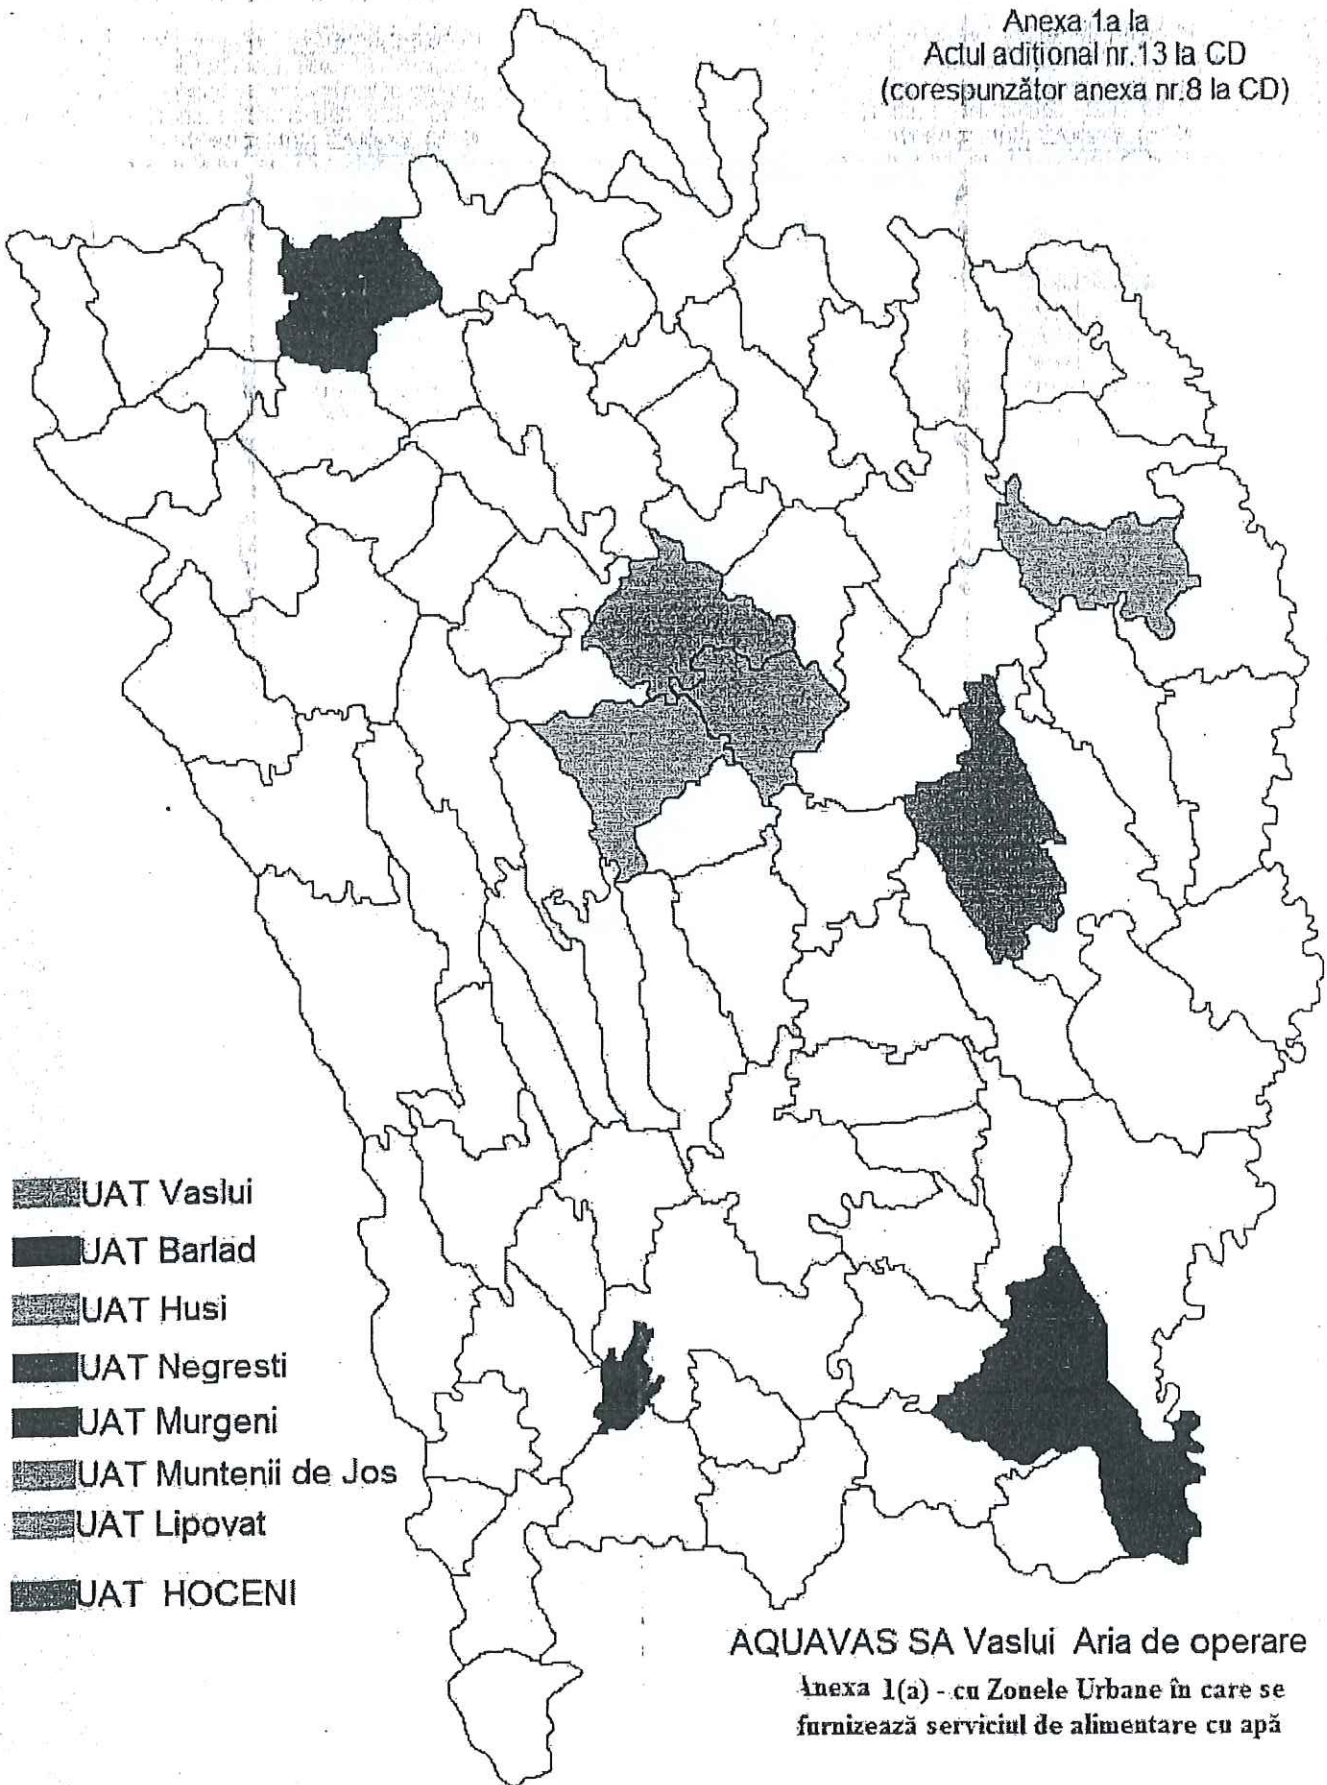 Anexa 1a la
Actul adițional nr.13 la CD
(corespunzător anexa nr.8 la CD)
UAT Vaslui
UAT Barlad
UAT Husi
UAT Negresti
UAT Murgeni
UAT Muntenii de Jos
UAT Lipovat
UAT HOCENI
AQUAVAS SA Vaslui Aria de operare
Anexa 1(a) - cu Zonele Urbane în care se
furnizează serviciul de alimentare cu apă